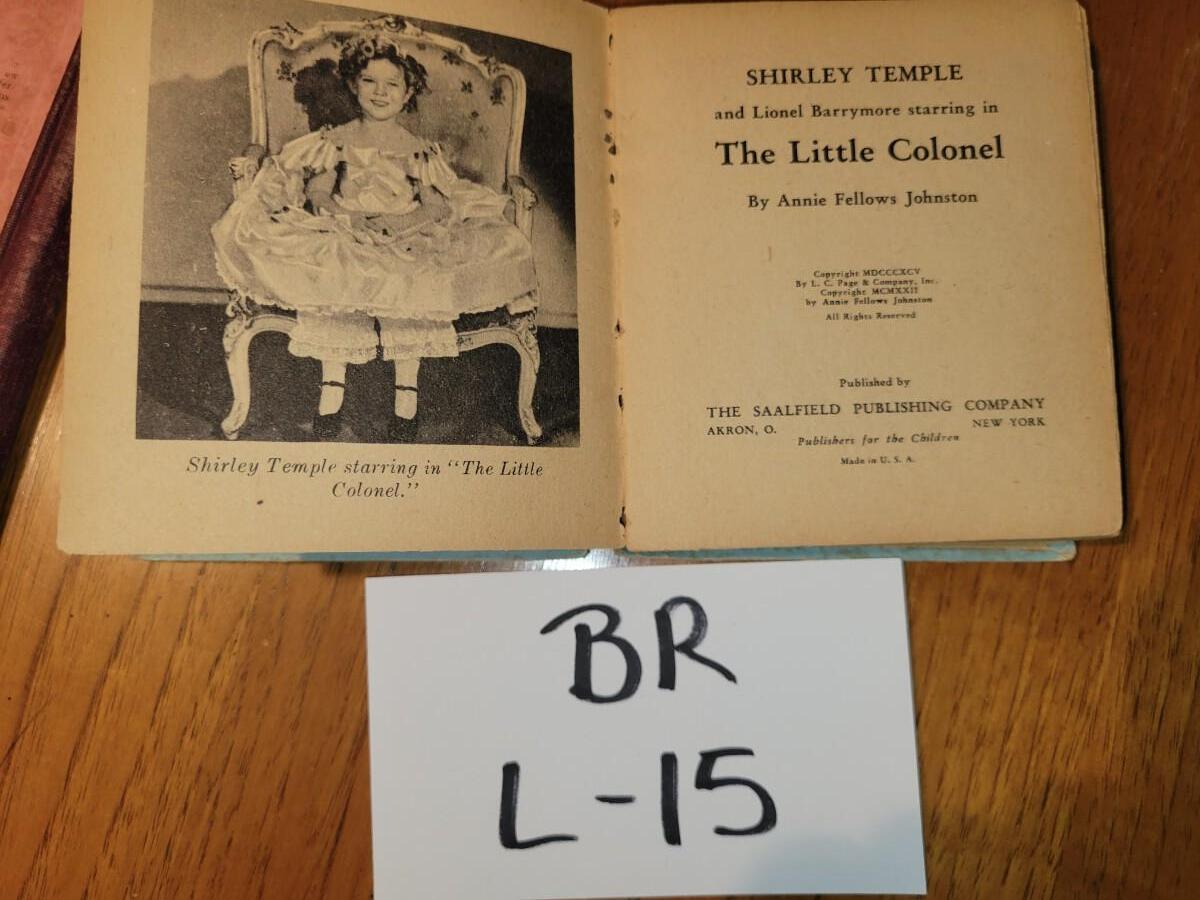 Shirley Temple starring in "The Little
Colonel."
SHIRLEY TEMPLE
and Lionel Barrymore starring in
The Little Colonel
By Annie Fellows Johnston
Copyright MDCCCXCV
By L. C. Page & Company, Inc.
Copyright MCMXXII
by Annie Fellows Johnston
All Rights Reserved
Published by
THE SAALFIELD PUBLISHING COMPANY
AKRON, O. NEW YORK
Publishers for the Children
Made in U. S. A.
BR
L-15